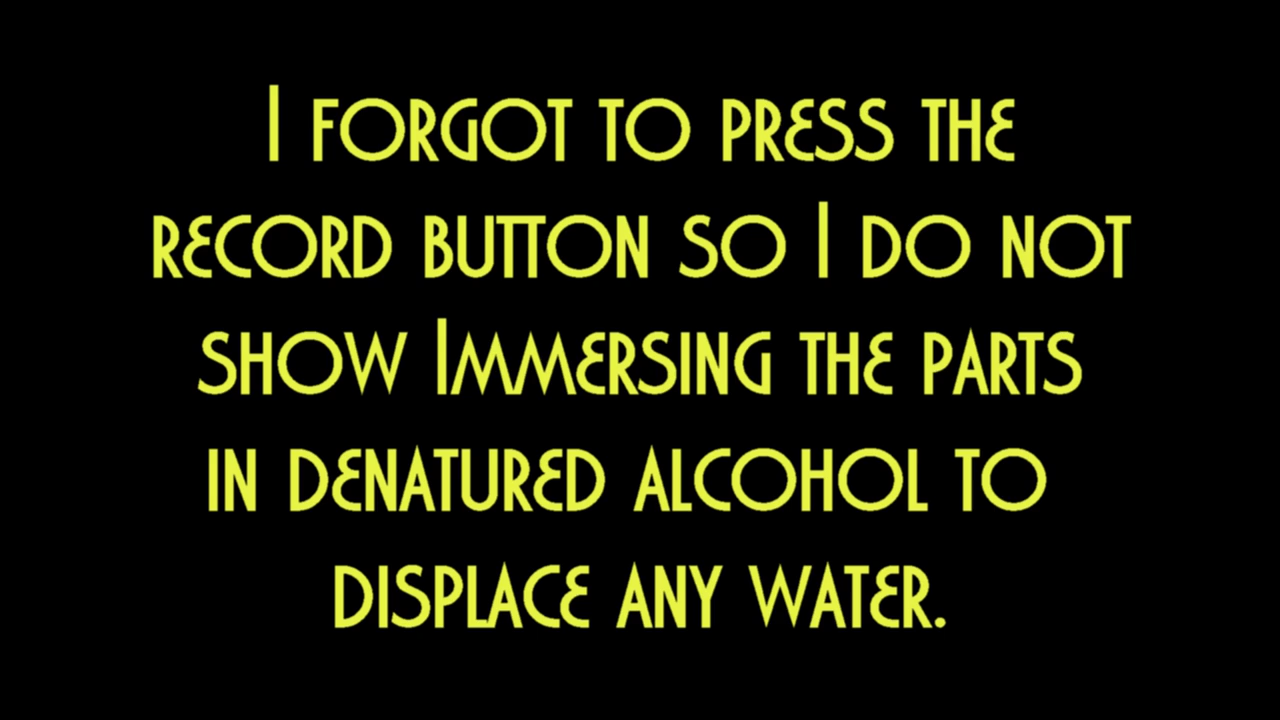 I forgot to press the
record button so I do not
show Immersing the parts
in denatured alcohol to
displace any water.